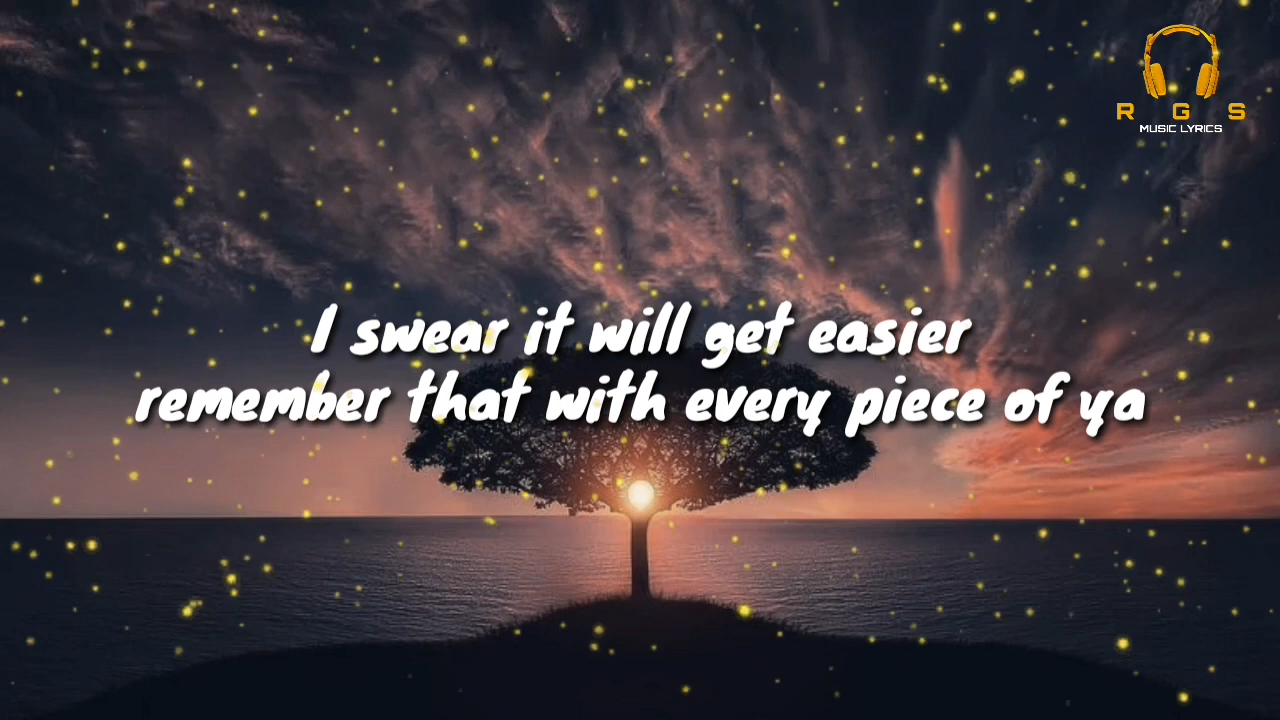 R G S
MUSIC LYRICS
I swear it will get easier
remember that with every piece of ya